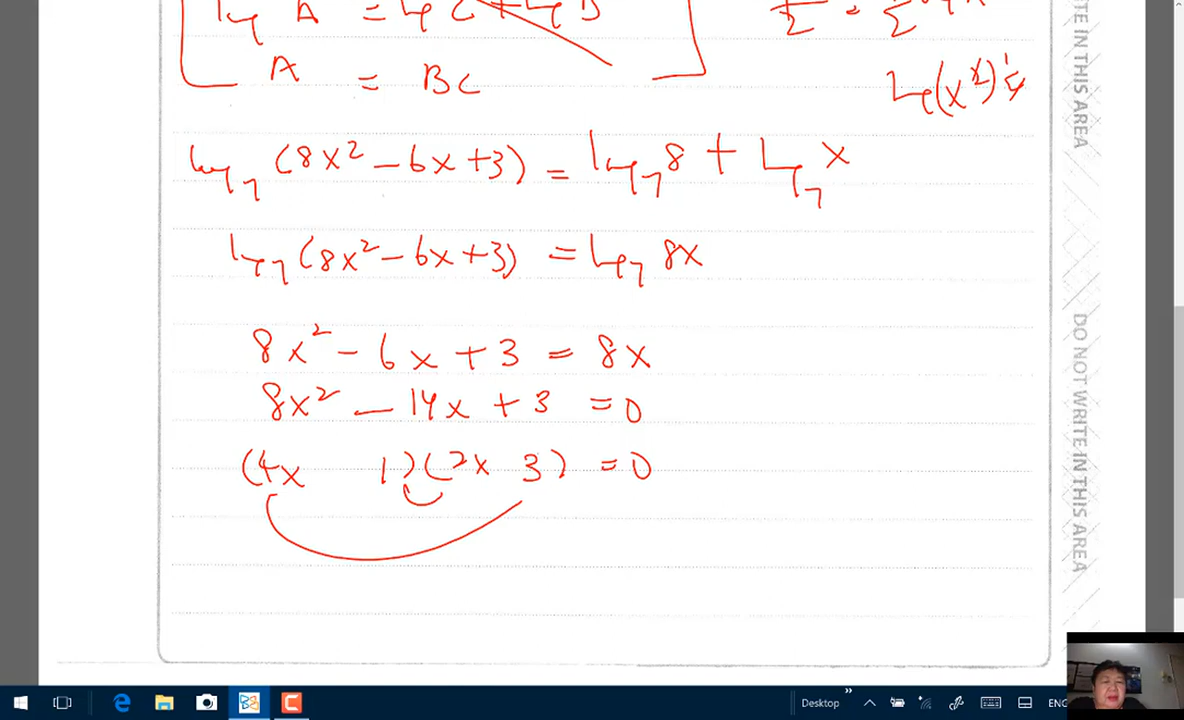 A = BC
log₇ (8x² - 6x + 3) = log₇ 8 + log₇ x
log₇ (8x² - 6x + 3) = log₇ 8x
8x² - 6x + 3 = 8x
8x² - 14x + 3 = 0
(4x 1)(2x 3) = 0
DO NOT WRITE IN THIS AREA
Desktop